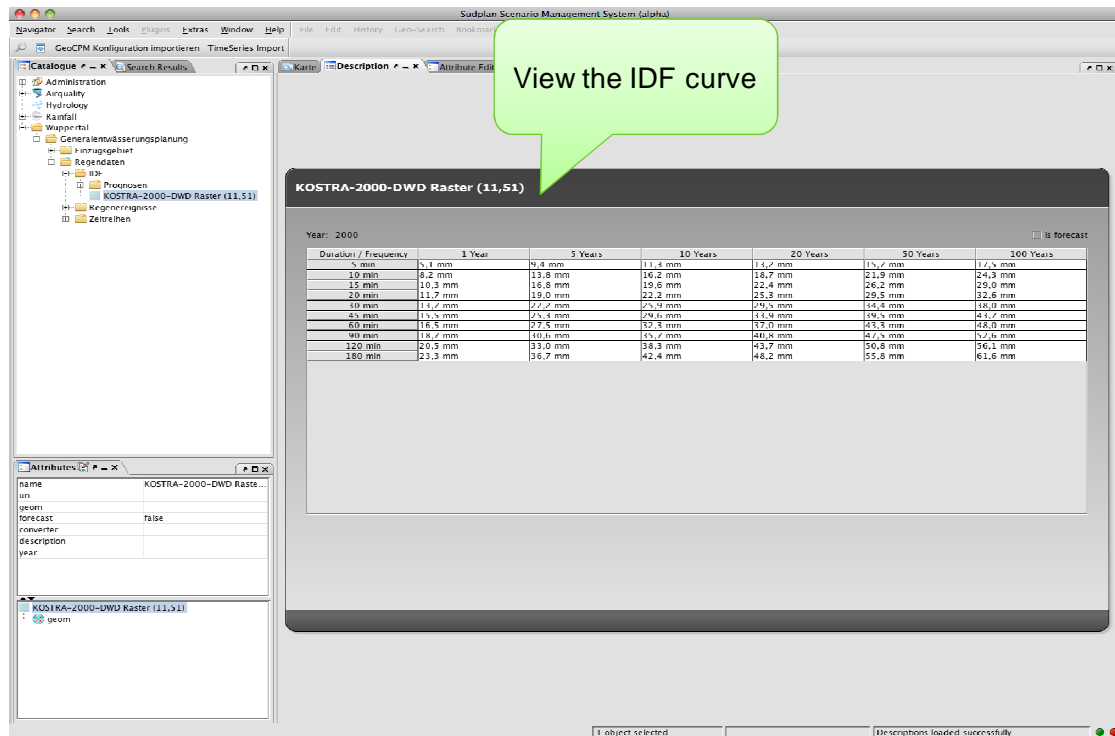 Sudplan Scenario Management System (alpha)
Navigator Search Tools Plugins Extras Window Help File Edit History Geo-Search Bookmar
GeoCPM Konfiguration importieren TimeSeries Import
Catalogue Search Results
Karte Description Attribute Edit
View the IDF curve
Administration
Airquality
Hydrology
Rainfall
Wuppertal
Generalentwässerungsplanung
Einzugsgebiet
Regendaten
IDF
Prognosen
KOSTRA-2000-DWD Raster (11,51)
Regenereignisse
Zeitreihen
KOSTRA-2000-DWD Raster (11,51)
Year: 2000
Is forecast
Duration / Frequency 1 Year 5 Years 10 Years 20 Years 50 Years 100 Years
5 min 5,1 mm 9,4 mm 11,3 mm 13,2 mm 15,7 mm 17,5 mm
10 min 8,2 mm 13,8 mm 16,2 mm 18,7 mm 21,9 mm 24,3 mm
15 min 10,3 mm 16,8 mm 19,6 mm 22,4 mm 26,2 mm 29,0 mm
20 min 11,7 mm 19,0 mm 22,2 mm 25,3 mm 29,5 mm 32,6 mm
30 min 13,7 mm 22,2 mm 25,9 mm 29,5 mm 34,4 mm 38,0 mm
45 min 15,5 mm 25,3 mm 29,6 mm 33,9 mm 39,5 mm 43,7 mm
60 min 16,5 mm 27,5 mm 32,3 mm 37,0 mm 43,3 mm 48,0 mm
90 min 18,7 mm 30,6 mm 35,7 mm 40,8 mm 47,5 mm 52,6 mm
120 min 20,5 mm 33,0 mm 38,3 mm 43,7 mm 50,8 mm 56,1 mm
180 min 23,3 mm 36,7 mm 42,4 mm 48,2 mm 55,8 mm 61,6 mm
Attributes
name KOSTRA-2000-DWD Raste...
uri
geom
forecast false
converter
description
year
KOSTRA-2000-DWD Raster (11,51)
geom
1 object selected
Descriptions loaded successfully